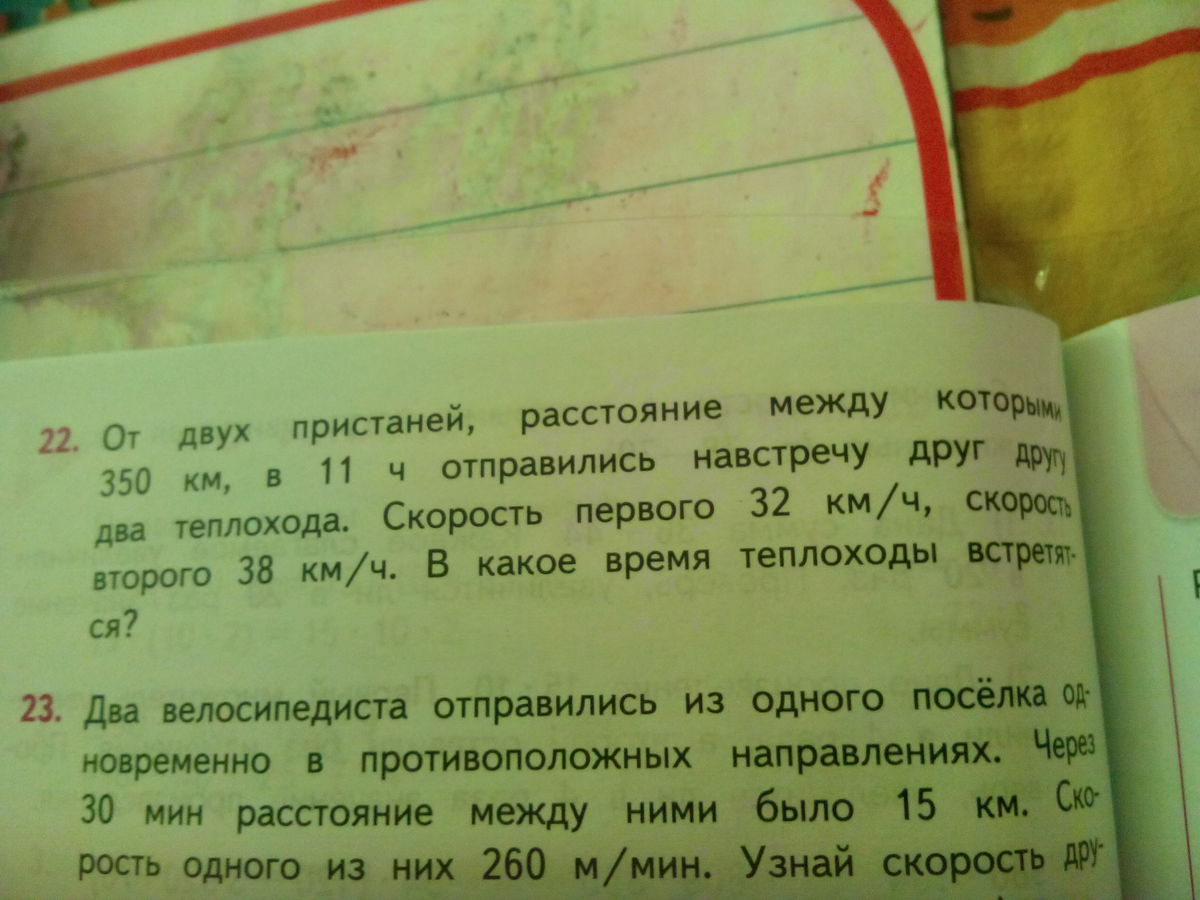 22. От двух пристаней, расстояние между которыми
350 км, в 11 ч отправились навстречу друг другу
два теплохода. Скорость первого 32 км/ч, скорость
второго 38 км/ч. В какое время теплоходы встретят-
ся?
23. Два велосипедиста отправились из одного посёлка од-
новременно в противоположных направлениях. Через
30 мин расстояние между ними было 15 км. Ско-
рость одного из них 260 м/мин. Узнай скорость дру-